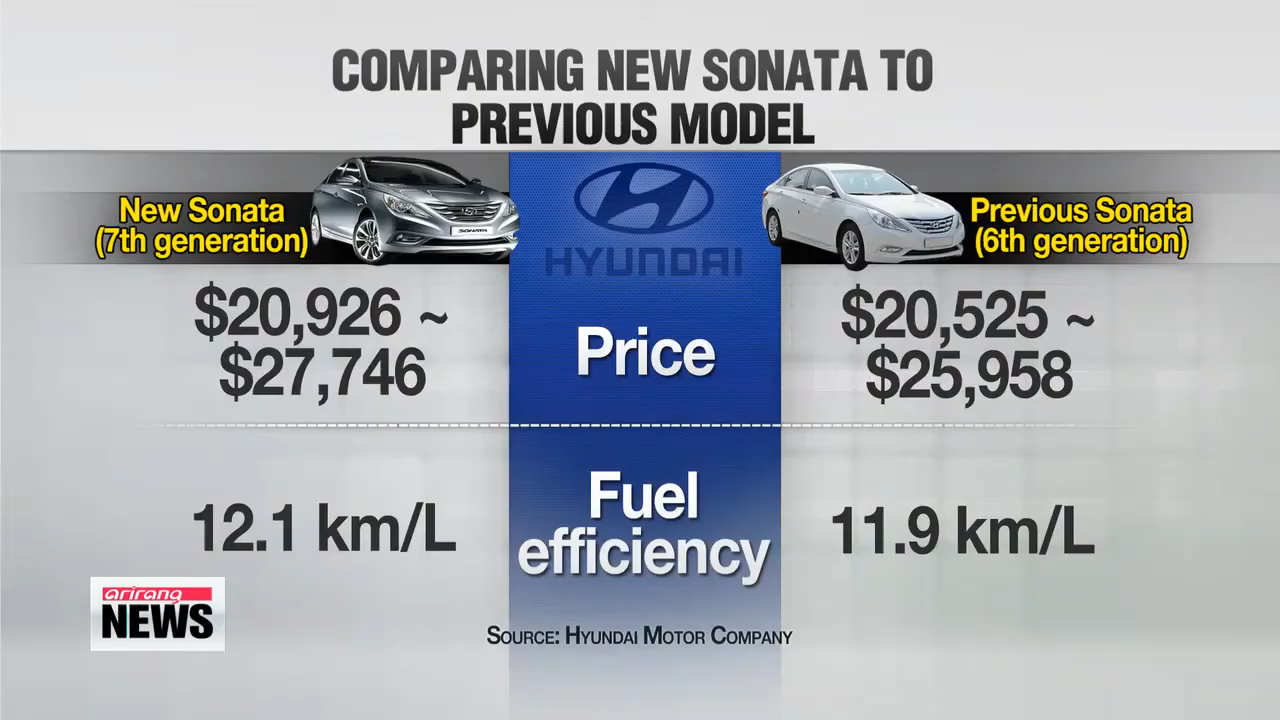 COMPARING NEW SONATA TO
PREVIOUS MODEL
New Sonata
(7th generation)
SONATA
HYUNDAI
Previous Sonata
(6th generation)
$20,926 ~
$27,746
Price
$20,525 ~
$25,958
12.1 km/L
Fuel
efficiency
11.9 km/L
arirang
NEWS
SOURCE: HYUNDAI MOTOR COMPANY